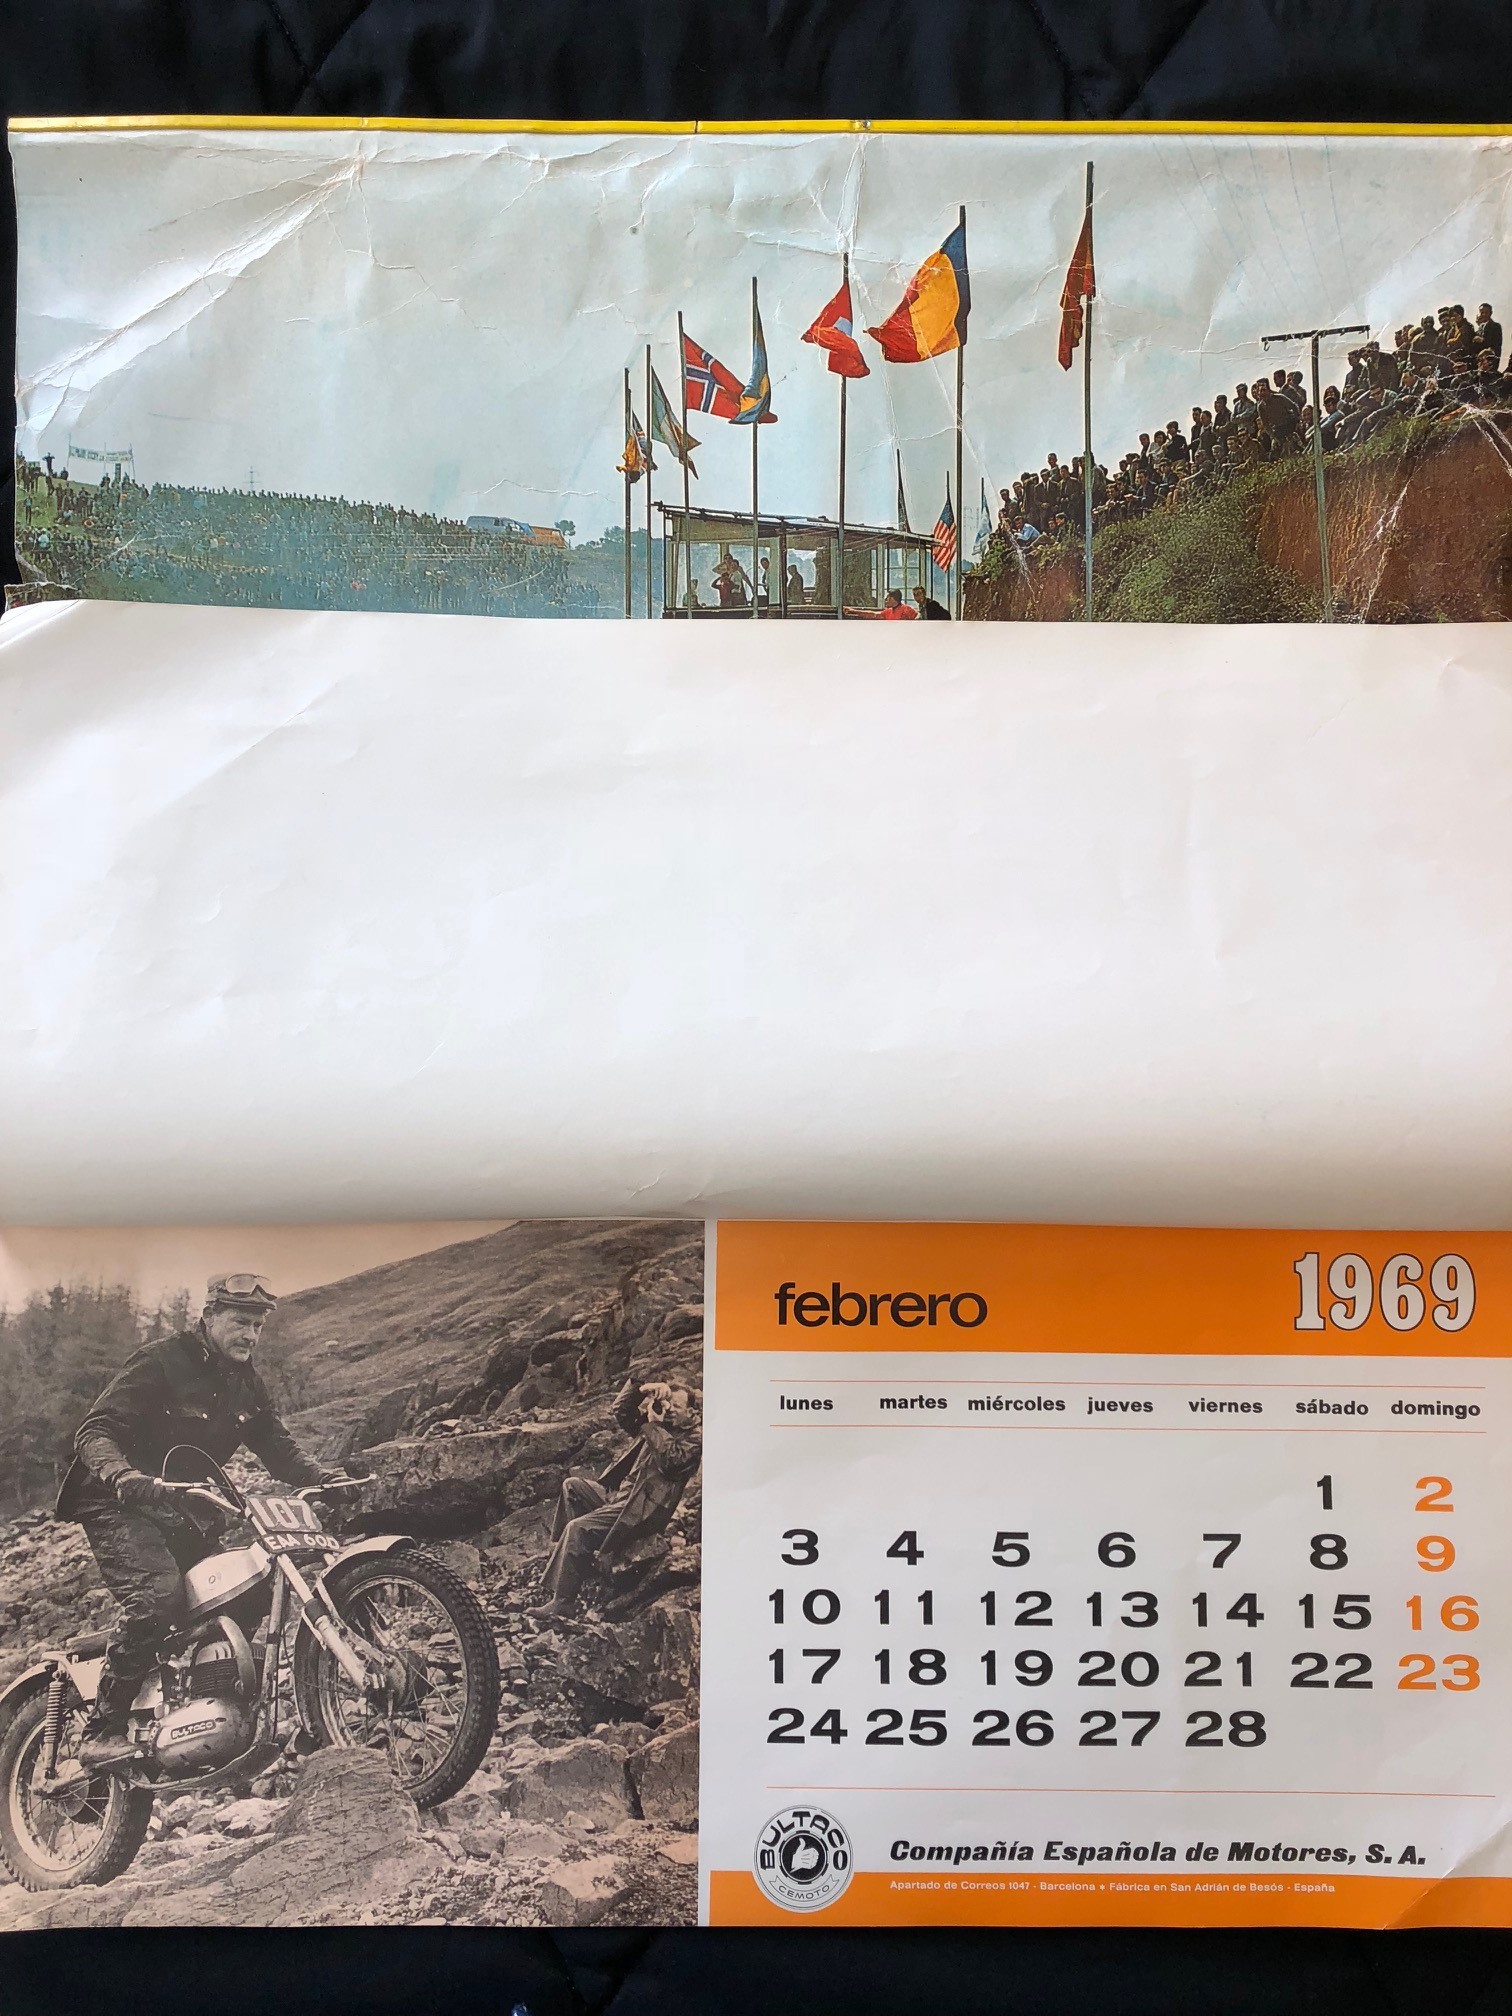 febrero 1969
lunes martes miércoles jueves viernes sábado domingo
1 2
3 4 5 6 7 8 9
10 11 12 13 14 15 16
17 18 19 20 21 22 23
24 25 26 27 28
107
BULTACO
BULTACO
CEMOTO
Compañía Española de Motores, S. A.
Apartado de Correos 1047 - Barcelona * Fábrica en San Adrián de Besós - España